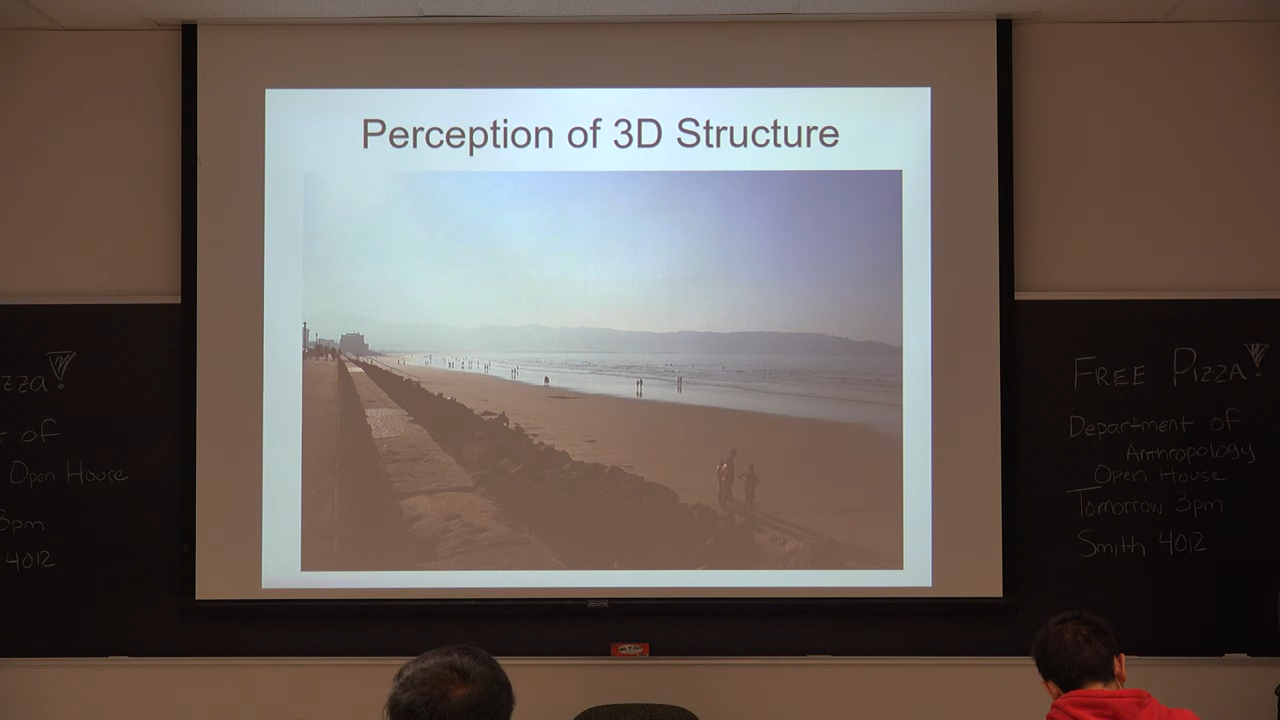 Perception of 3D Structure
zza!
of
Open House
3pm
4012
FREE PIZZA!
Department of
Anthropology
Open House
Tomorrow 3pm
Smith 4012